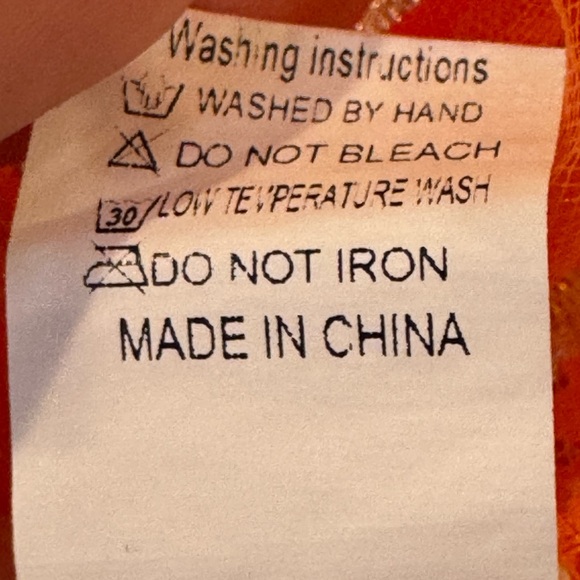 Washing instructions
WASHED BY HAND
DO NOT BLEACH
30 LOW TEMPERATURE WASH
DO NOT IRON
MADE IN CHINA